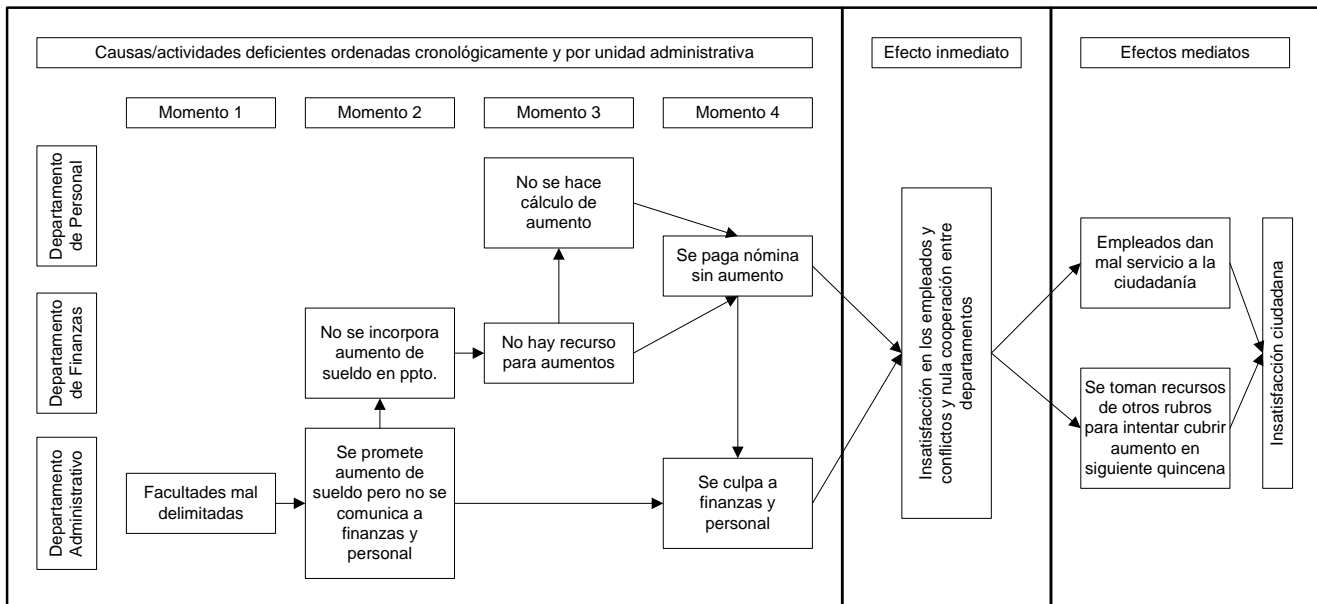 Causas/actividades deficientes ordenadas cronológicamente y por unidad administrativa
Efecto inmediato
Efectos mediatos
Momento 1
Momento 2
Momento 3
Momento 4
Departamento
de Personal
No se hace
cálculo de
aumento
Se paga nómina
sin aumento
Departamento
de Finanzas
No se incorpora
aumento de
sueldo en ppto.
No hay recurso
para aumentos
Departamento
Administrativo
Facultades mal
delimitadas
Se promete
aumento de
sueldo pero no se
comunica a
finanzas y
personal
Se culpa a
finanzas y
personal
Insatisfacción en los empleados y
conflictos y nula cooperación entre
departamentos
Empleados dan
mal servicio a la
ciudadanía
Se toman recursos
de otros rubros
para intentar cubrir
aumento en
siguiente quincena
Insatisfacción ciudadana